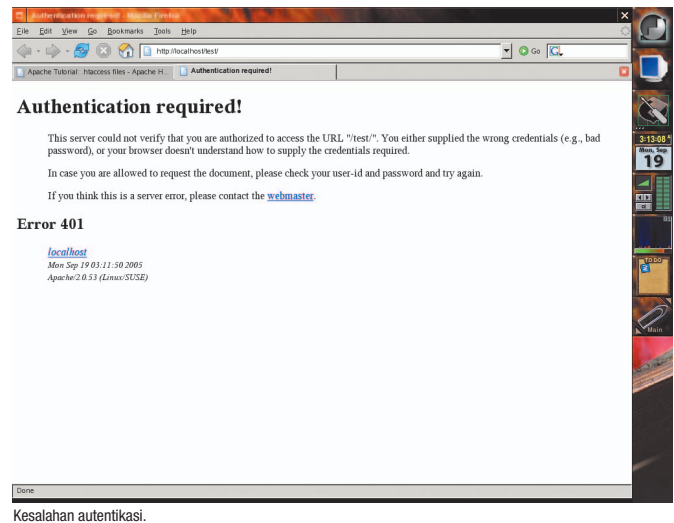 Authentication required! - Mozilla Firefox
File Edit View Go Bookmarks Tools Help
http://localhost/test/
Go
Apache Tutorial: .htaccess files - Apache H...
Authentication required!
Authentication required!
This server could not verify that you are authorized to access the URL "/test/". You either supplied the wrong credentials (e.g., bad
password), or your browser doesn't understand how to supply the credentials required.
In case you are allowed to request the document, please check your user-id and password and try again.
If you think this is a server error, please contact the webmaster.
Error 401
localhost
Mon Sep 19 03:11:50 2005
Apache/2.0.53 (Linux/SUSE)
Done
3:13:08
Mon, Sep
19
TO DO
Main
Kesalahan autentikasi.